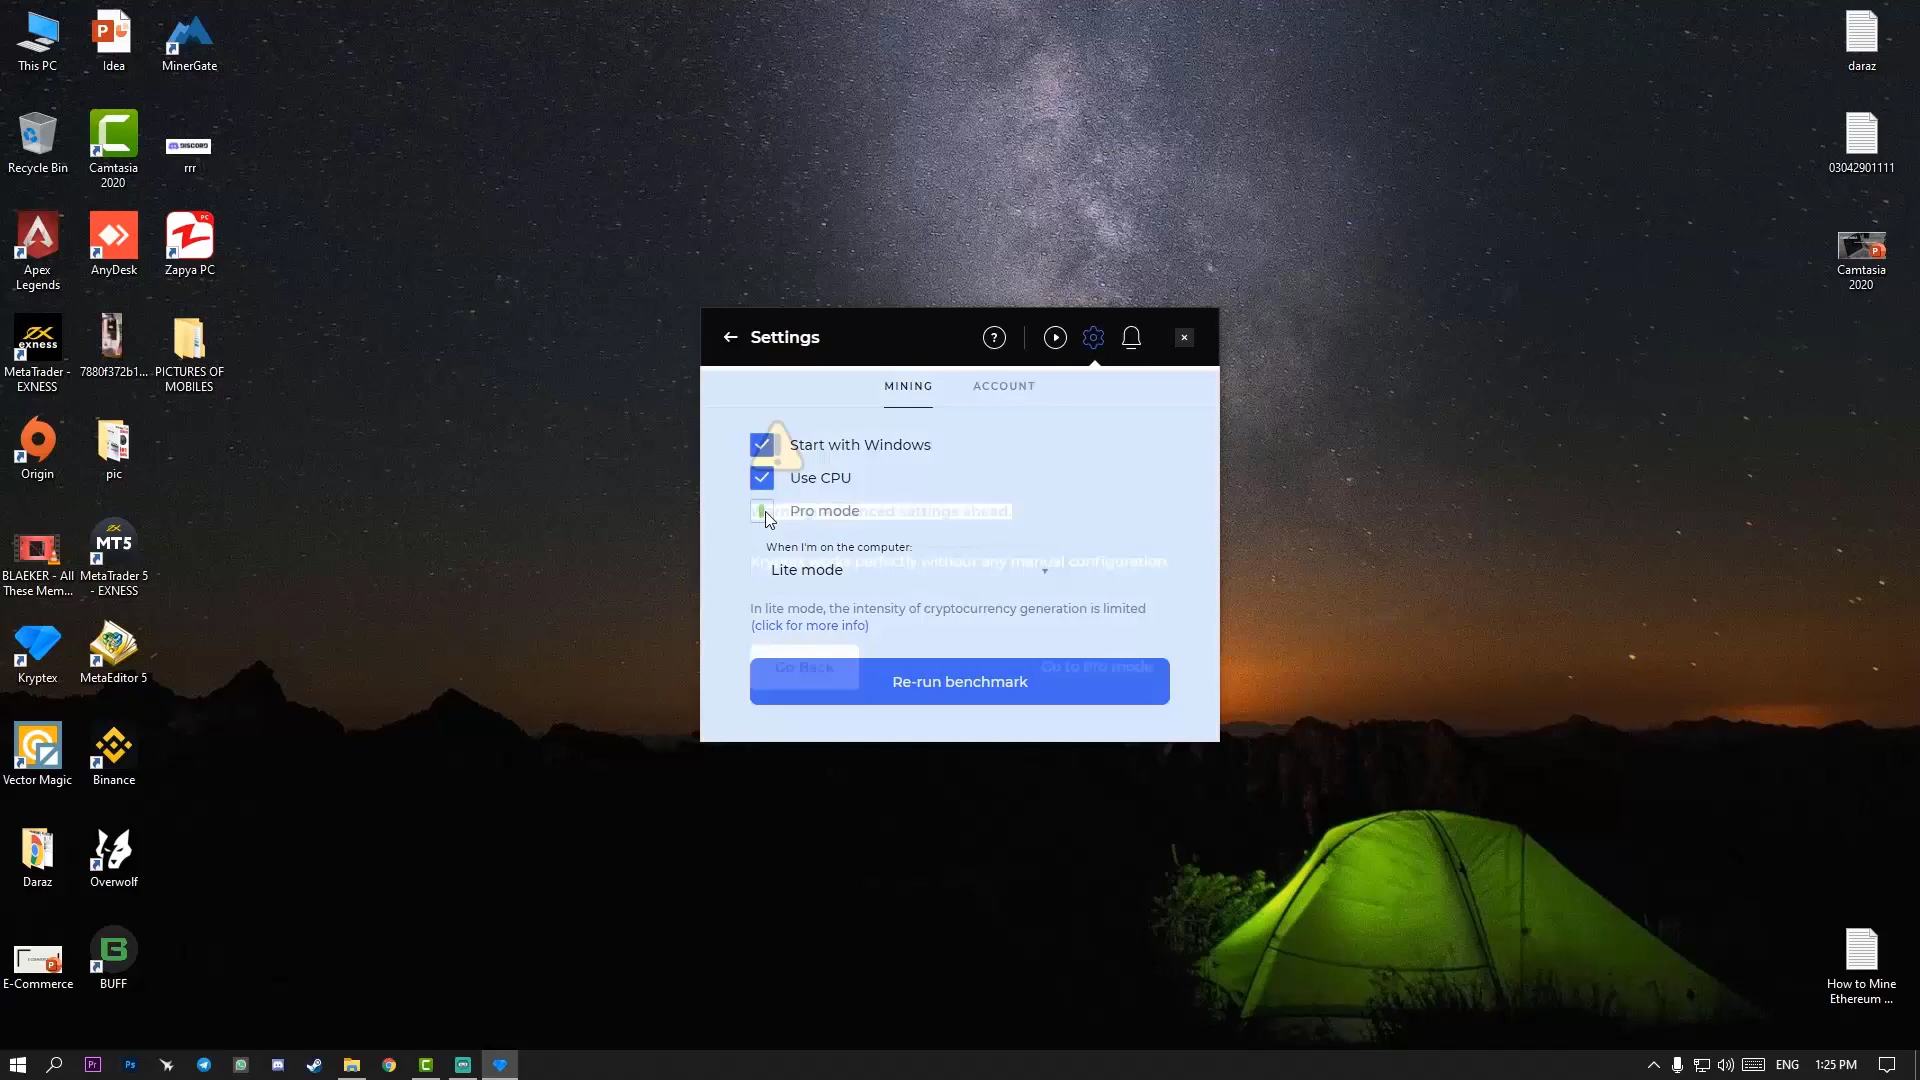 This PC
Idea
MinerGate
daraz
Recycle Bin
Camtasia
2020
DISCORD
rrr
03042901111
Apex
Legends
AnyDesk
Zapya PC
Camtasia
2020
exness
MetaTrader -
EXNESS
7880f372b1...
PICTURES OF
MOBILES
Origin
pic
BLAEKER - All
These Mem...
MT5
MetaTrader 5
- EXNESS
Kryptex
MetaEditor 5
Vector Magic
Binance
Daraz
Overwolf
E-Commerce
BUFF
How to Mine
Ethereum ...
Settings
MINING
ACCOUNT
Start with Windows
Use CPU
Pro mode
settings ahead.
When I'm on the computer:
perfectly without any manual configuration
Lite mode
In lite mode, the intensity of cryptocurrency generation is limited
(click for more info)
Go Back
Go to Pro mode
Re-run benchmark
ENG
1:25 PM